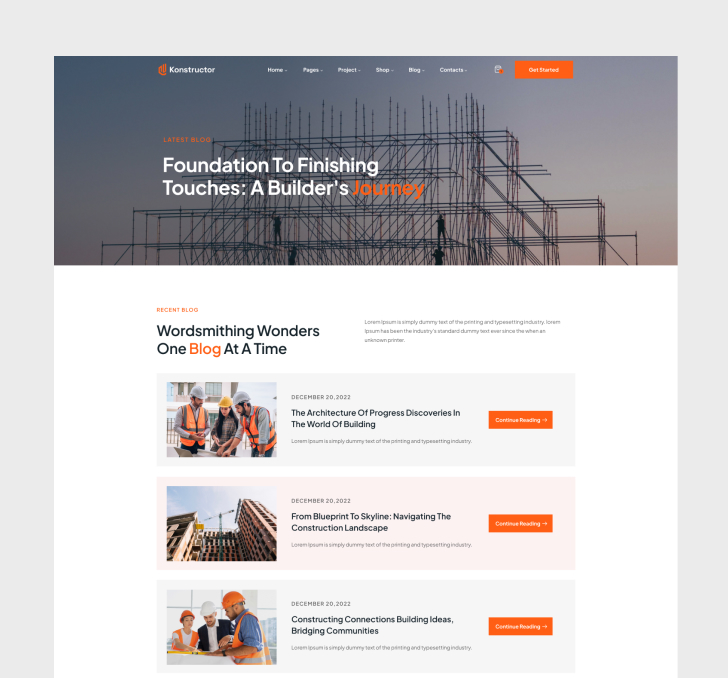 Konstructor
Home
Pages
Project
Shop
Blog
Contacts
Get Started
LATEST BLOG
Foundation To Finishing
Touches: A Builder's Journey
RECENT BLOG
Wordsmithing Wonders
One Blog At A Time
Lorem Ipsum is simply dummy text of the printing and typesetting industry. lorem
Ipsum has been the industry's standard dummy text ever since the when an
unknown printer.
DECEMBER 20,2022
The Architecture Of Progress Discoveries In
The World Of Building
Lorem Ipsum is simply dummy text of the printing and typesetting industry.
Continue Reading →
DECEMBER 20,2022
From Blueprint To Skyline: Navigating The
Construction Landscape
Lorem Ipsum is simply dummy text of the printing and typesetting industry.
Continue Reading →
DECEMBER 20,2022
Constructing Connections Building Ideas,
Bridging Communities
Lorem Ipsum is simply dummy text of the printing and typesetting industry.
Continue Reading →